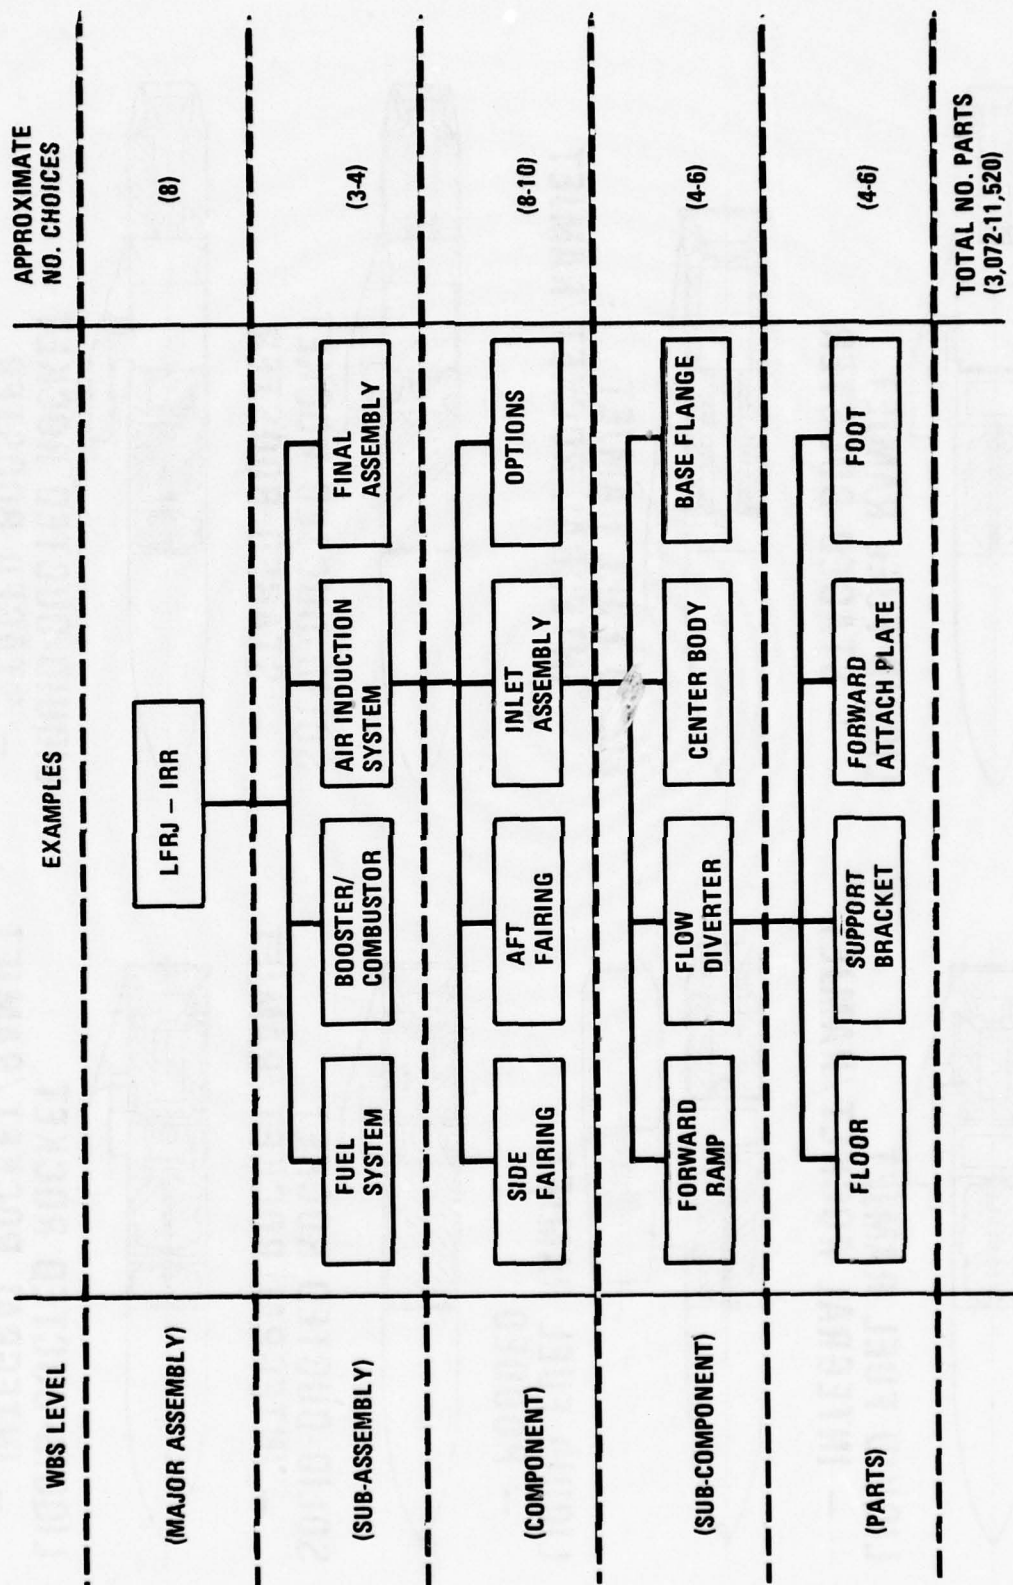 WBS LEVEL
EXAMPLES
APPROXIMATE
NO. CHOICES
(MAJOR ASSEMBLY)
LFRJ – IRR
(8)
(SUB-ASSEMBLY)
FUEL
SYSTEM
BOOSTER/
COMBUSTOR
AIR INDUCTION
SYSTEM
FINAL
ASSEMBLY
(3-4)
(COMPONENT)
SIDE
FAIRING
AFT
FAIRING
INLET
ASSEMBLY
OPTIONS
(8-10)
(SUB-COMPONENT)
FORWARD
RAMP
FLOW
DIVERTER
CENTER BODY
BASE FLANGE
(4-6)
(PARTS)
FLOOR
SUPPORT
BRACKET
FORWARD
ATTACH PLATE
FOOT
(4-6)
TOTAL NO. PARTS
(3,072-11,520)